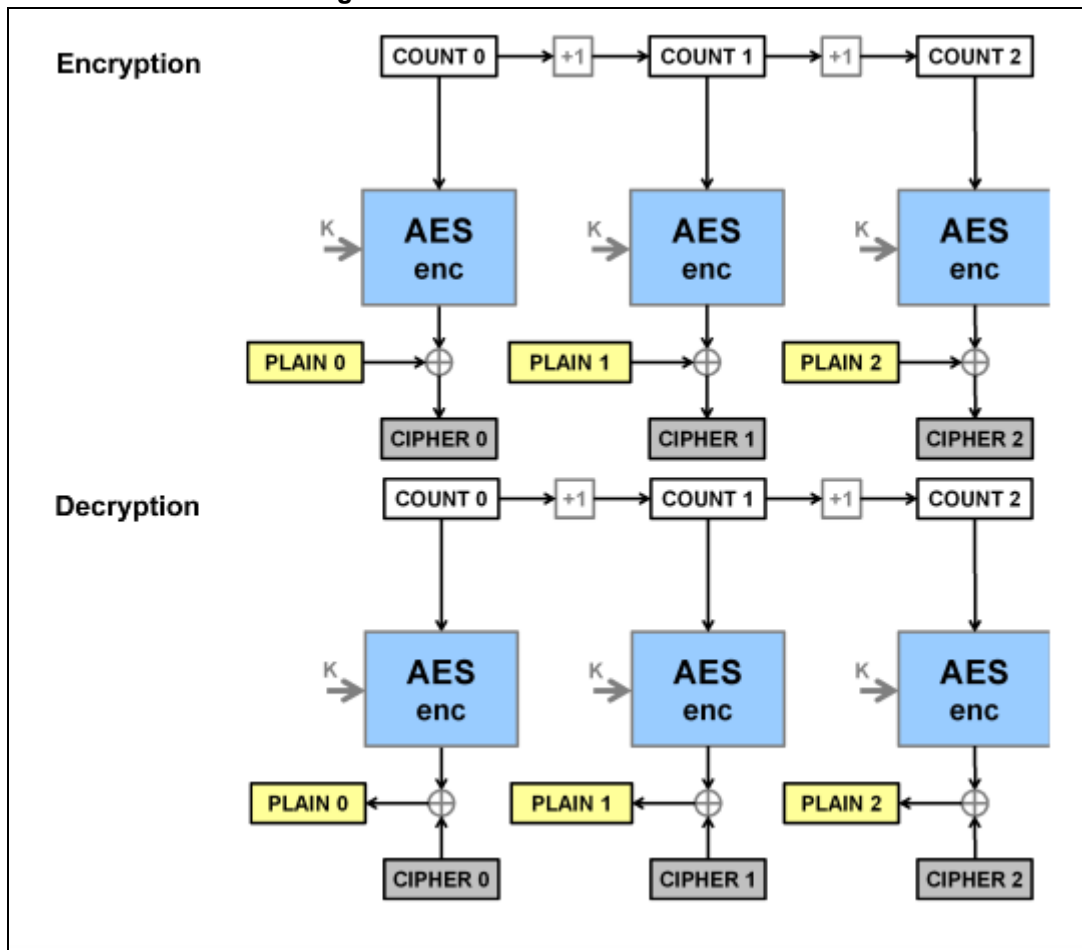 Encryption
COUNT 0 +1 COUNT 1 +1 COUNT 2
K AES enc K AES enc K AES enc
PLAIN 0 PLAIN 1 PLAIN 2
CIPHER 0 CIPHER 1 CIPHER 2
Decryption
COUNT 0 +1 COUNT 1 +1 COUNT 2
K AES enc K AES enc K AES enc
PLAIN 0 PLAIN 1 PLAIN 2
CIPHER 0 CIPHER 1 CIPHER 2